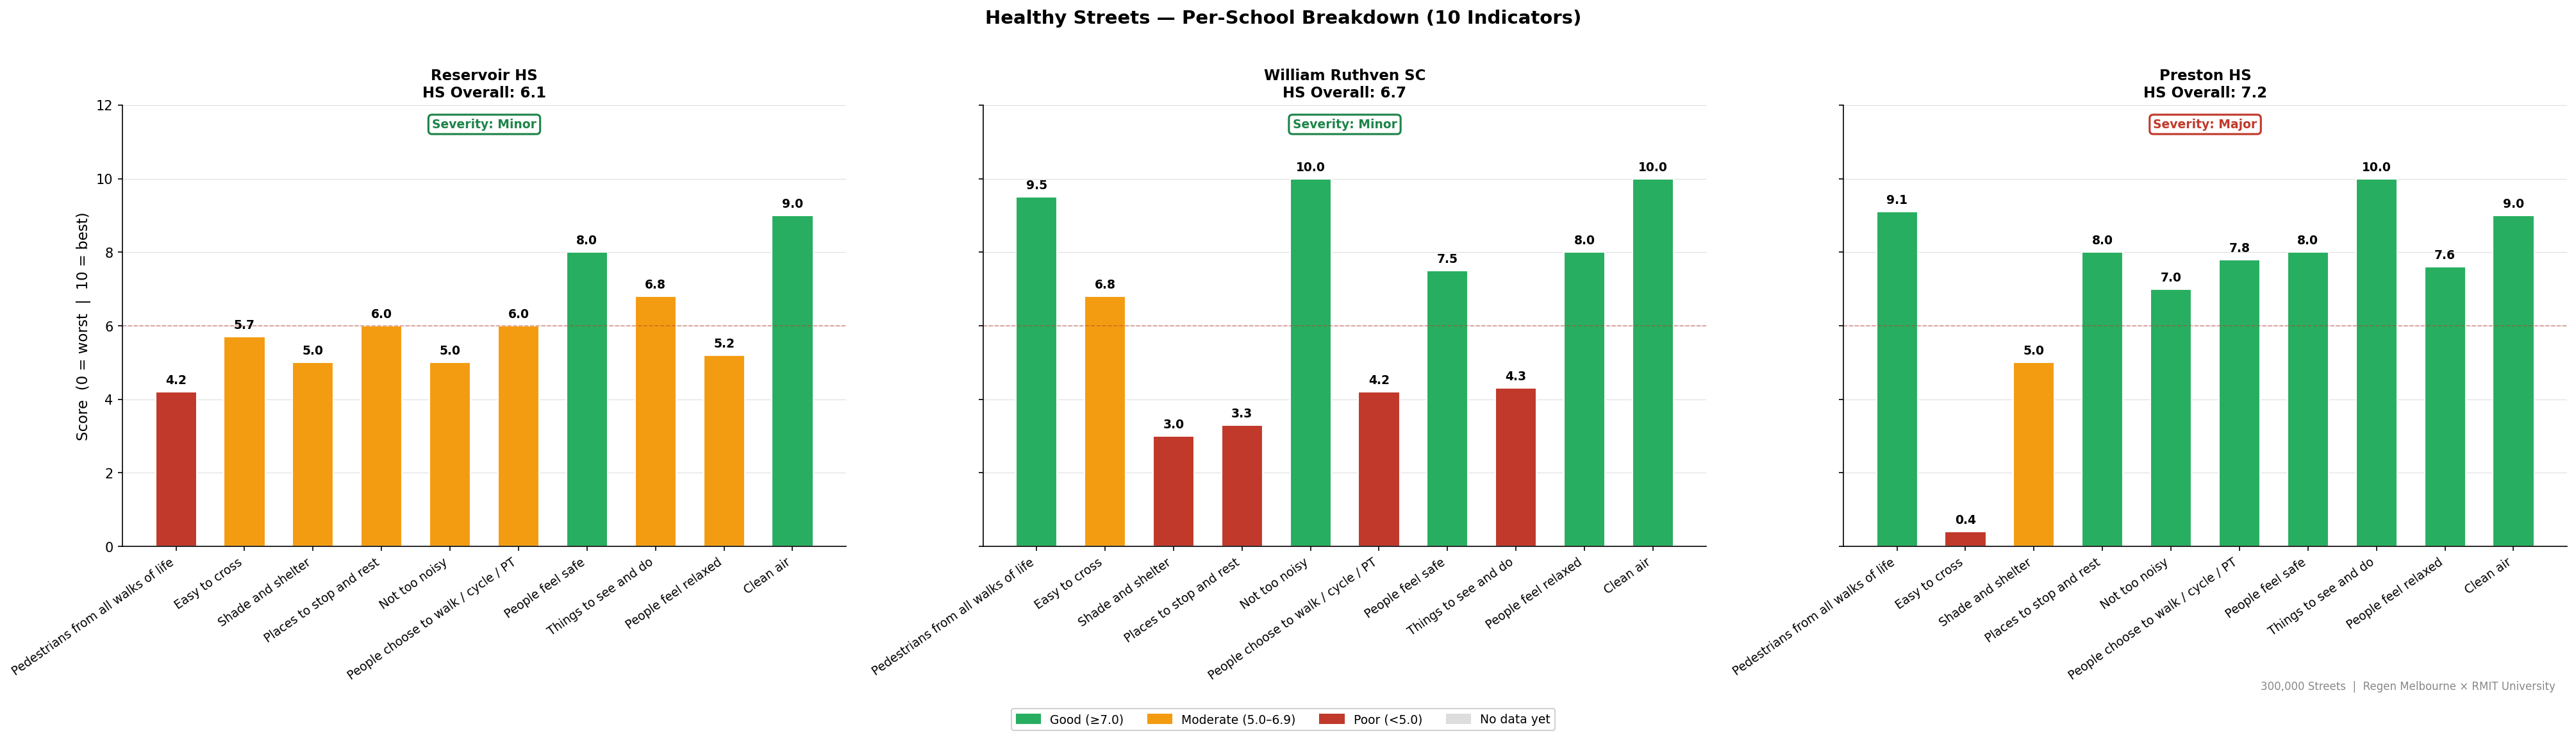 Healthy Streets — Per-School Breakdown (10 Indicators)
Reservoir HS
HS Overall: 6.1
Severity: Minor
Score (0 = worst | 10 = best)
12
10
8
6
4
2
0
4.2
5.7
5.0
6.0
5.0
6.0
8.0
6.8
5.2
9.0
Pedestrians from all walks of life
Easy to cross
Shade and shelter
Places to stop and rest
Not too noisy
People choose to walk / cycle / PT
People feel safe
Things to see and do
People feel relaxed
Clean air
William Ruthven SC
HS Overall: 6.7
Severity: Minor
9.5
6.8
3.0
3.3
10.0
4.2
7.5
4.3
8.0
10.0
Pedestrians from all walks of life
Easy to cross
Shade and shelter
Places to stop and rest
Not too noisy
People choose to walk / cycle / PT
People feel safe
Things to see and do
People feel relaxed
Clean air
Preston HS
HS Overall: 7.2
Severity: Major
9.1
0.4
5.0
8.0
7.0
7.8
8.0
10.0
7.6
9.0
Pedestrians from all walks of life
Easy to cross
Shade and shelter
Places to stop and rest
Not too noisy
People choose to walk / cycle / PT
People feel safe
Things to see and do
People feel relaxed
Clean air
300,000 Streets | Regen Melbourne × RMIT University
Good (≥7.0)
Moderate (5.0–6.9)
Poor (<5.0)
No data yet